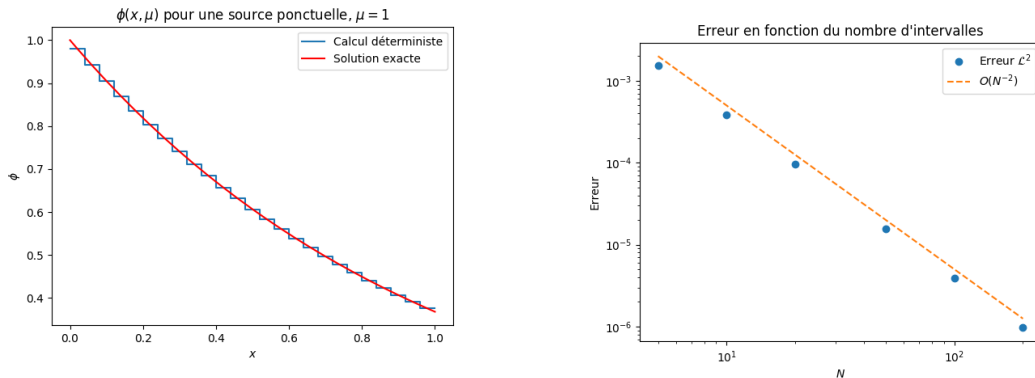 ϕ(x, μ) pour une source ponctuelle, μ = 1
Calcul déterministe
Solution exacte
1.0
0.9
0.8
0.7
0.6
0.5
0.4
ϕ
0.0 0.2 0.4 0.6 0.8 1.0
x
Erreur en fonction du nombre d'intervalles
Erreur ℒ²
O(N⁻²)
10⁻³
10⁻⁴
10⁻⁵
10⁻⁶
Erreur
10¹ 10²
N